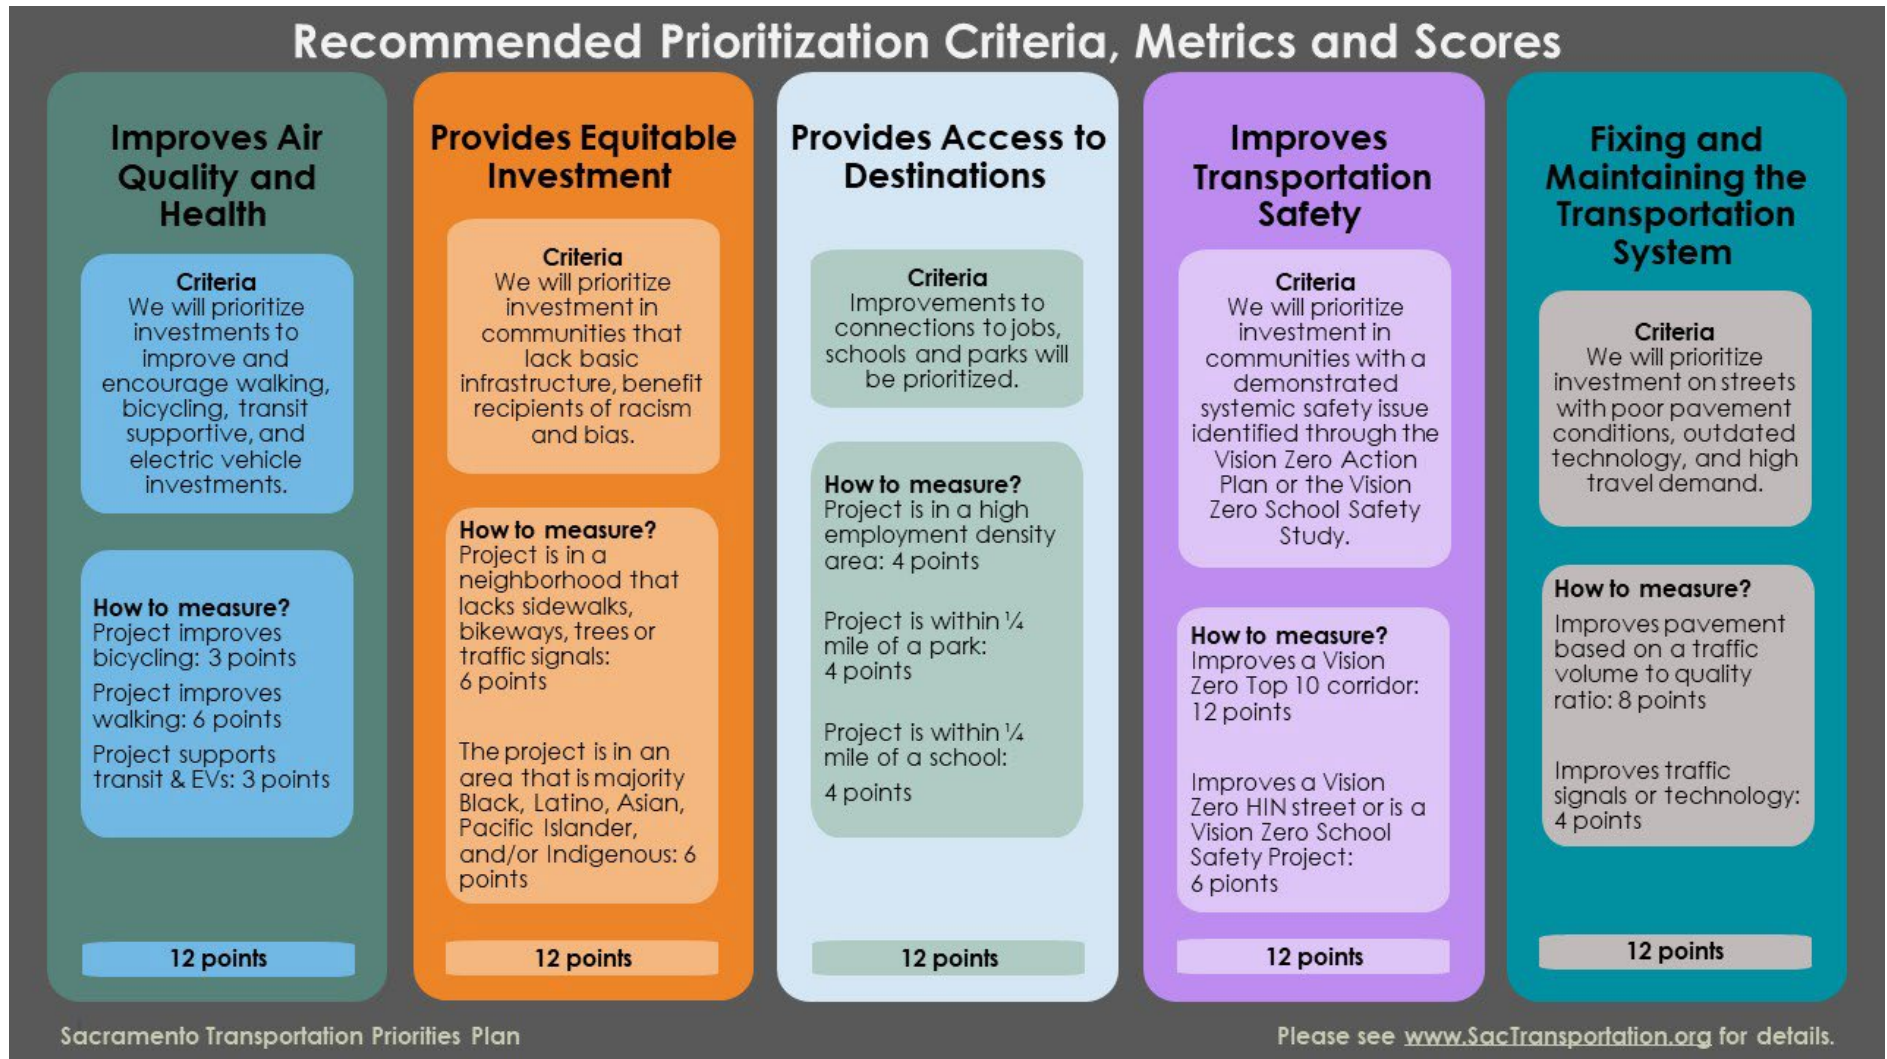 Recommended Prioritization Criteria, Metrics and Scores
Improves Air
Quality and
Health
Criteria
We will prioritize
investments to
improve and
encourage walking,
bicycling, transit
supportive, and
electric vehicle
investments.
How to measure?
Project improves
bicycling: 3 points
Project improves
walking: 6 points
Project supports
transit & EVs: 3 points
12 points
Provides Equitable
Investment
Criteria
We will prioritize
investment in
communities that
lack basic
infrastructure, benefit
recipients of racism
and bias.
How to measure?
Project is in a
neighborhood that
lacks sidewalks,
bikeways, trees or
traffic signals:
6 points
The project is in an
area that is majority
Black, Latino, Asian,
Pacific Islander,
and/or Indigenous: 6
points
12 points
Provides Access to
Destinations
Criteria
Improvements to
connections to jobs,
schools and parks will
be prioritized.
How to measure?
Project is in a high
employment density
area: 4 points
Project is within ¼
mile of a park:
4 points
Project is within ¼
mile of a school:
4 points
12 points
Improves
Transportation
Safety
Criteria
We will prioritize
investment in
communities with a
demonstrated
systemic safety issue
identified through the
Vision Zero Action
Plan or the Vision
Zero School Safety
Study.
How to measure?
Improves a Vision
Zero Top 10 corridor:
12 points
Improves a Vision
Zero HIN street or is a
Vision Zero School
Safety Project:
6 pionts
12 points
Fixing and
Maintaining the
Transportation
System
Criteria
We will prioritize
investment on streets
with poor pavement
conditions, outdated
technology, and high
travel demand.
How to measure?
Improves pavement
based on a traffic
volume to quality
ratio: 8 points
Improves traffic
signals or technology:
4 points
12 points
Sacramento Transportation Priorities Plan
Please see www.SacTransportation.org for details.